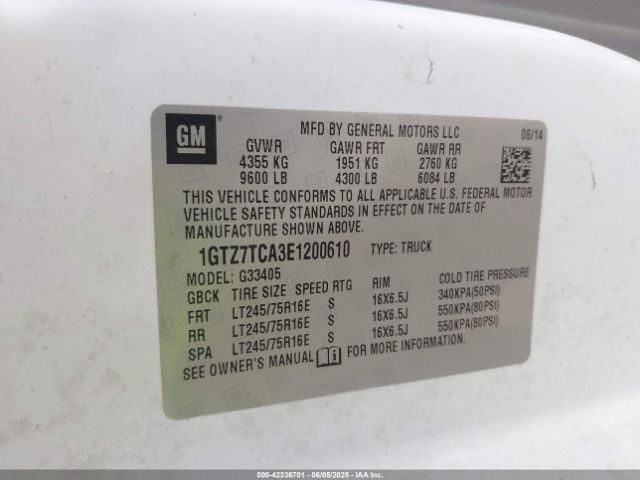 GM
®
MFD BY GENERAL MOTORS LLC 06/14
GVWR GAWR FRT GAWR RR
4355 KG 1951 KG 2760 KG
9600 LB 4300 LB 6084 LB
THIS VEHICLE CONFORMS TO ALL APPLICABLE U.S. FEDERAL MOTOR
VEHICLE SAFETY STANDARDS IN EFFECT ON THE DATE OF
MANUFACTURE SHOWN ABOVE.
1GTZ7TCA3E1200610 TYPE: TRUCK
MODEL: G33405
GBCK TIRE SIZE SPEED RTG RIM COLD TIRE PRESSURE
FRT LT245/75R16E S 16X6.5J 340KPA(50PSI)
RR LT245/75R16E S 16X6.5J 550KPA(80PSI)
SPA LT245/75R16E S 16X6.5J 550KPA(80PSI)
SEE OWNER'S MANUAL FOR MORE INFORMATION.
000-42336701 - 06/05/2025 - IAA Inc.